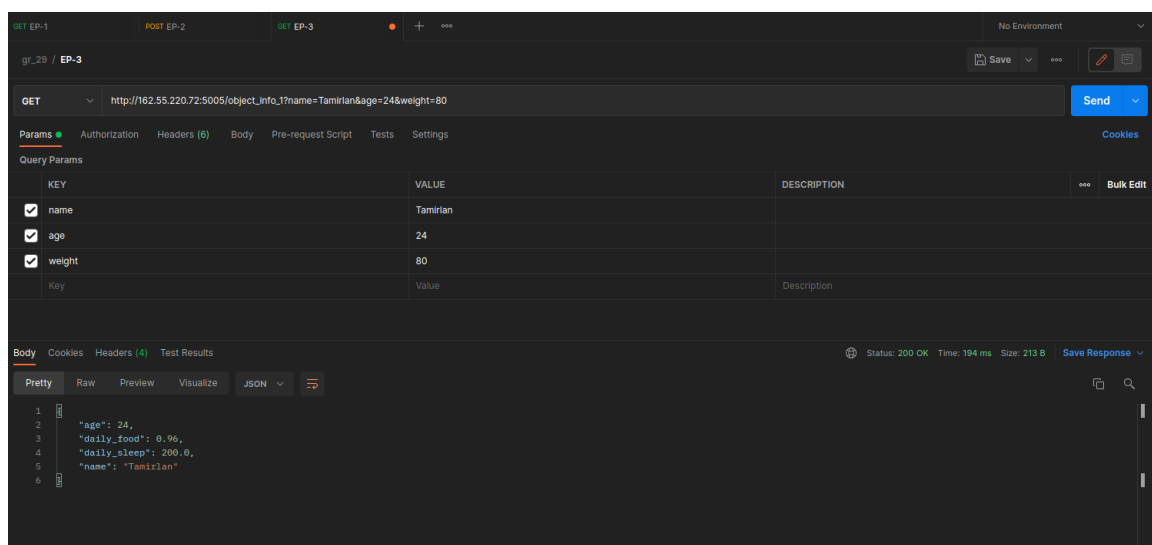 GET EP-1 POST EP-2 GET EP-3 No Environment
gr_29 / EP-3 Save
GET http://162.55.220.72:5005/object_info_1?name=Tamirlan&age=24&weight=80 Send
Params Authorization Headers (6) Body Pre-request Script Tests Settings Cookies
Query Params
KEY VALUE DESCRIPTION Bulk Edit
name Tamirlan
age 24
weight 80
Key Value Description
Body Cookies Headers (4) Test Results Status: 200 OK Time: 194 ms Size: 213 B Save Response
Pretty Raw Preview Visualize JSON
1 {
2 "age": 24,
3 "daily_food": 0.96,
4 "daily_sleep": 200.0,
5 "name": "Tamirlan"
6 }